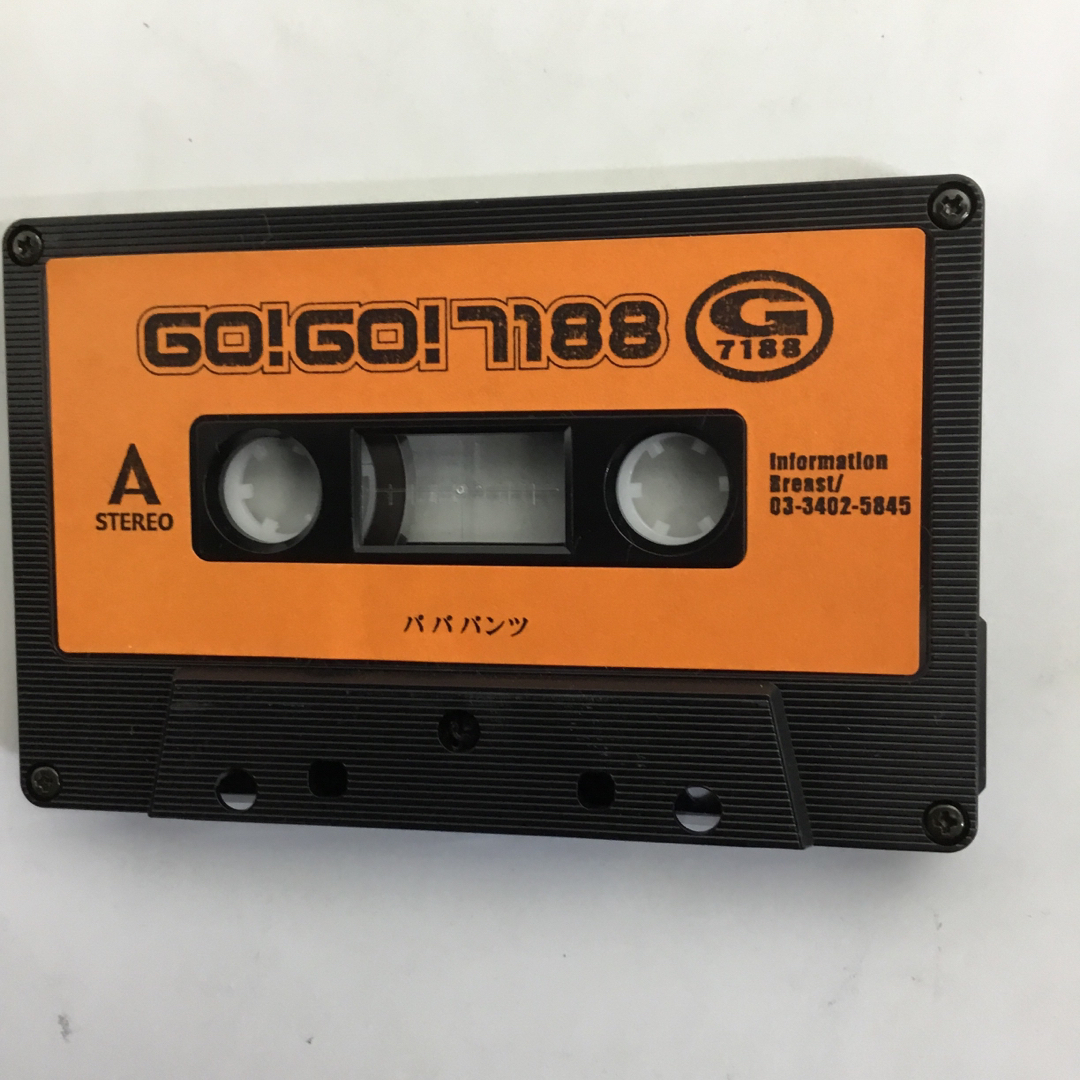 GO!GO!7188
G
7188
A
STEREO
Information
Breast/
03-3402-5845
パパパンツ